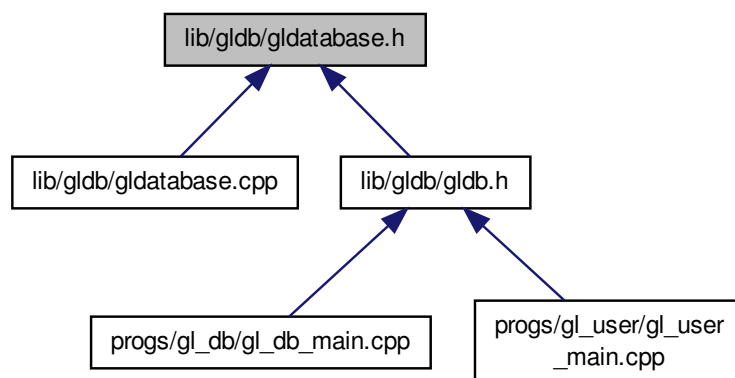 lib/gldb/gldatabase.h
lib/gldb/gldatabase.cpp
lib/gldb/gldb.h
progs/gl_db/gl_db_main.cpp
progs/gl_user/gl_user
_main.cpp